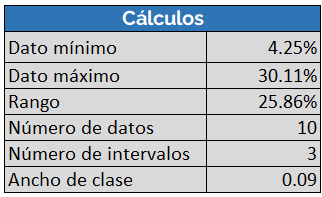 Cálculos
Dato mínimo 4.25%
Dato máximo 30.11%
Rango 25.86%
Número de datos 10
Número de intervalos 3
Ancho de clase 0.09